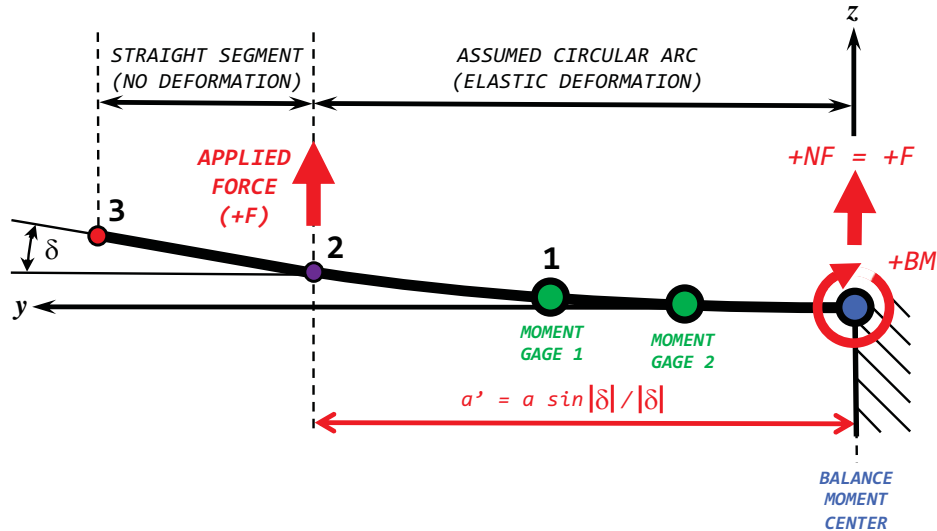 STRAIGHT SEGMENT
(NO DEFORMATION)
ASSUMED CIRCULAR ARC
(ELASTIC DEFORMATION)
z
APPLIED
FORCE
(+F)
+NF = +F
3
δ
2
1
+BM
y
MOMENT
GAGE 1
MOMENT
GAGE 2
a’ = a sin|δ|/|δ|
BALANCE
MOMENT
CENTER